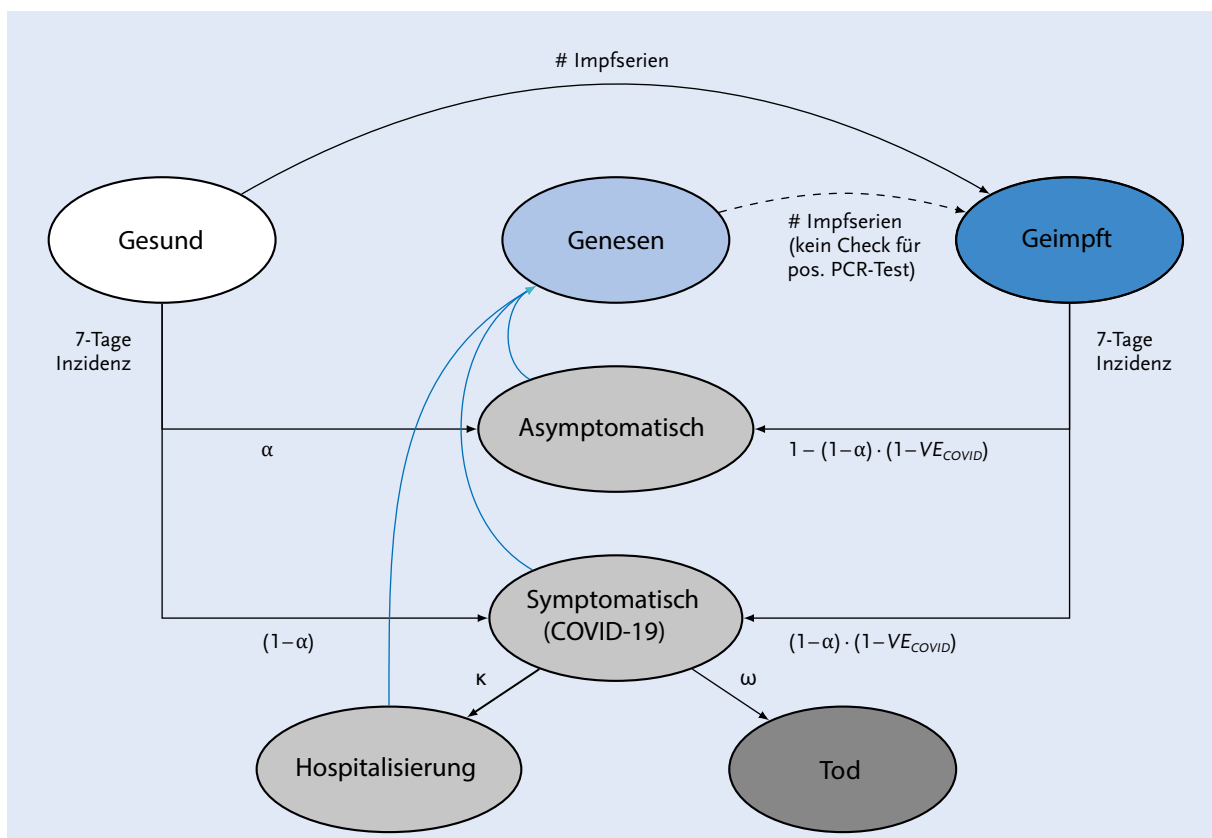 # Impfserien
Gesund
Genesen
# Impfserien
(kein Check für
pos. PCR-Test)
Geimpft
7-Tage
Inzidenz
7-Tage
Inzidenz
Asymptomatisch
α
1 – (1–α) · (1–VE_COVID)
Symptomatisch
(COVID-19)
(1–α)
(1–α) · (1–VE_COVID)
κ
ω
Hospitalisierung
Tod